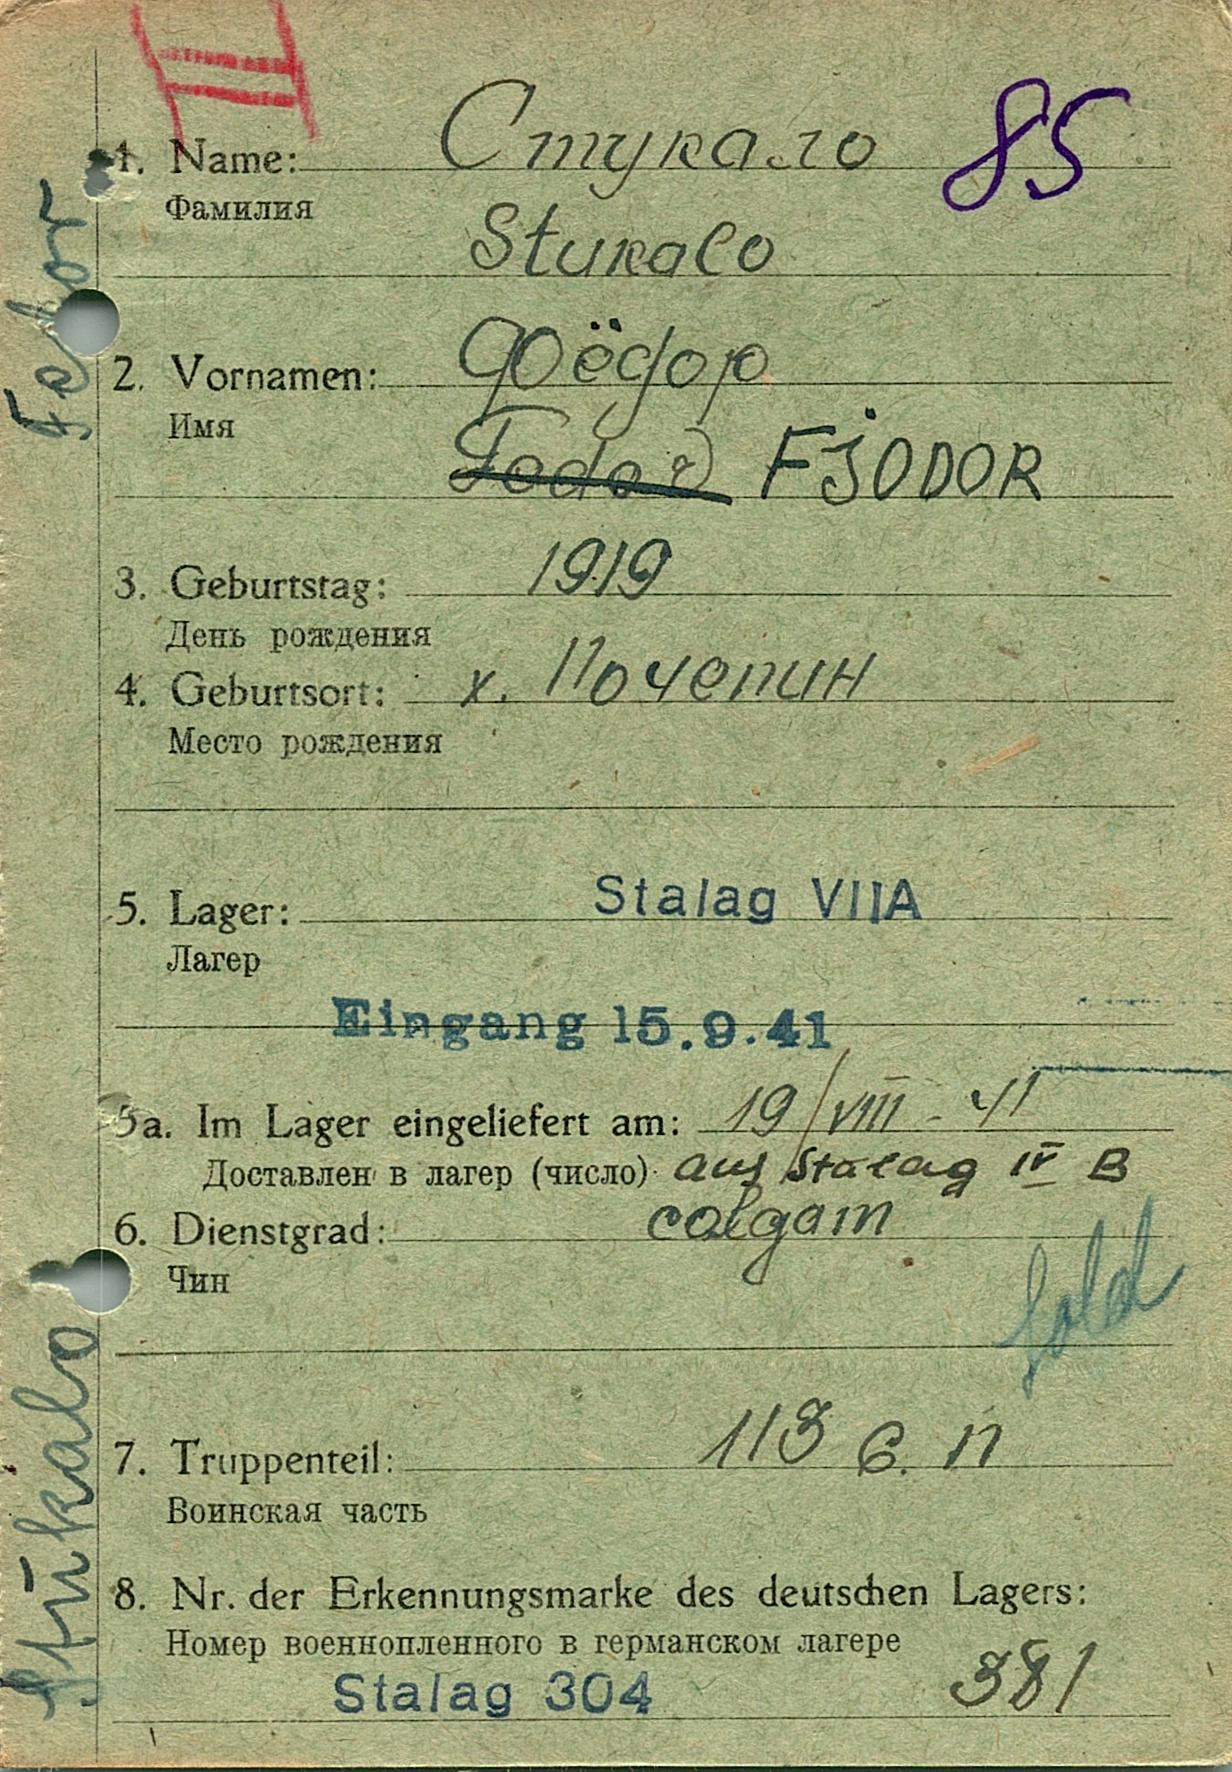 II
1. Name: Стукало 85
Фамилия
Stukalo
2. Vornamen: Фёдор
Имя
Fedor FJODOR
3. Geburtstag: 1919
День рождения
4. Geburtsort: х. Почепин
Место рождения
5. Lager: Stalag VIIA
Лагер
Eingang 15.9.41
5a. Im Lager eingeliefert am: 19/VIII-41
Доставлен в лагер (число) aus Stalag IV B
6. Dienstgrad: солдат
Чин
Sold
7. Truppenteil: 113 с. п
Воинская часть
8. Nr. der Erkennungsmarke des deutschen Lagers:
Номер военнопленного в германском лагере
Stalag 304 381
Stukalo Fedor